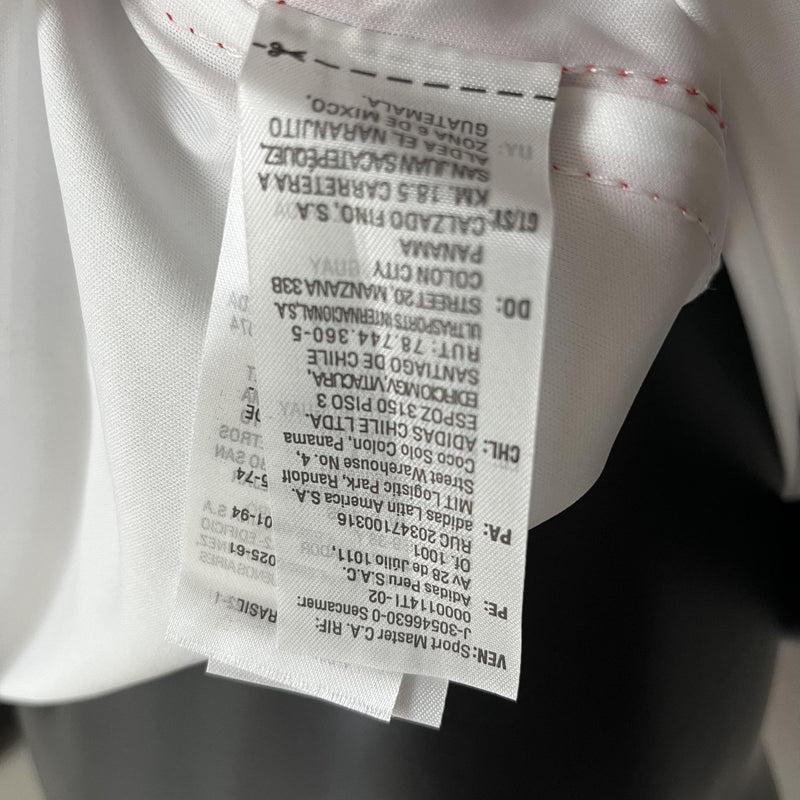 VEN: Sport Master C.A. RIF:
J-30546630-0 Sencamer:
0000114TI-02
PE: Adidas Peru S.A.C.
Av 28 de Júlio 1011,
Of. 1001
RUC 20347100316
PA: adidas Latin America S.A.
MIT Logistic Park, Randolf
Street Warehouse No. 4,
Coco Solo Colon, Panama
CHL: ADIDAS CHILE LTDA.
ESPOZ 3150 PISO 3
EDIFICIO MGV, VITACURA,
SANTIAGO DE CHILE
RUT: 78.744.360-5
DO: ULTRASPORTS INTERNACIONAL, S.A.
STREET 20, MANZANA 33B
COLON CITY
PANAMA
GT/SV: CALZADO FINO, S.A
KM. 18.5 CARRETERA A
SAN JUAN SACATEPÉQUEZ
ALDEA EL NARANJITO
ZONA 6 DE MIXCO,
GUATEMALA.